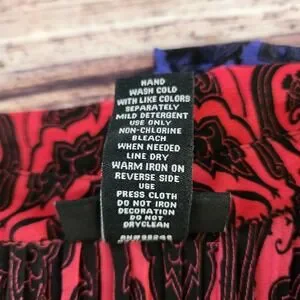 HAND
WASH COLD
WITH LIKE COLORS
SEPARATELY
MILD DETERGENT
USE ONLY
NON-CHLORINE
BLEACH
WHEN NEEDED
LINE DRY
WARM IRON ON
REVERSE SIDE
USE
PRESS CLOTH
DO NOT IRON
DECORATION
DO NOT
DRYCLEAN